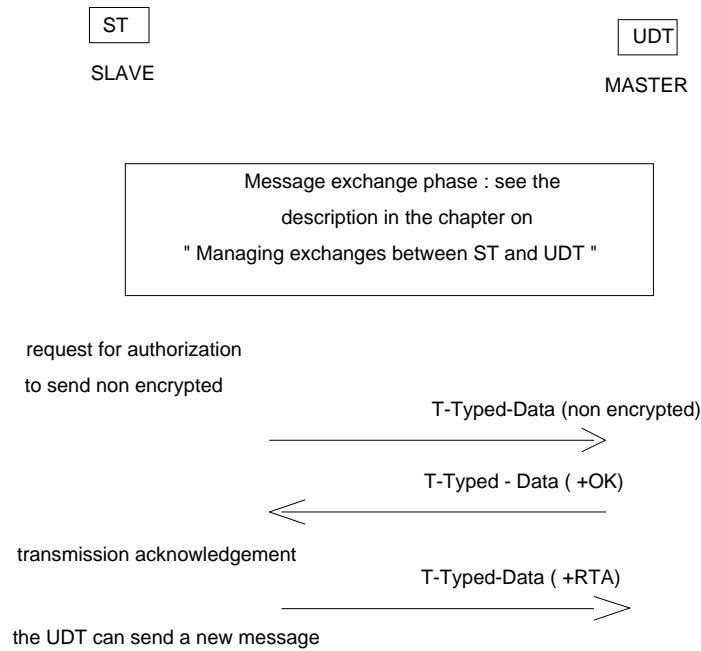 ST
UDT
SLAVE
MASTER
Message exchange phase : see the
description in the chapter on
" Managing exchanges between ST and UDT "
request for authorization
to send non encrypted
T-Typed-Data (non encrypted)
T-Typed - Data ( +OK)
transmission acknowledgement
T-Typed-Data ( +RTA)
the UDT can send a new message